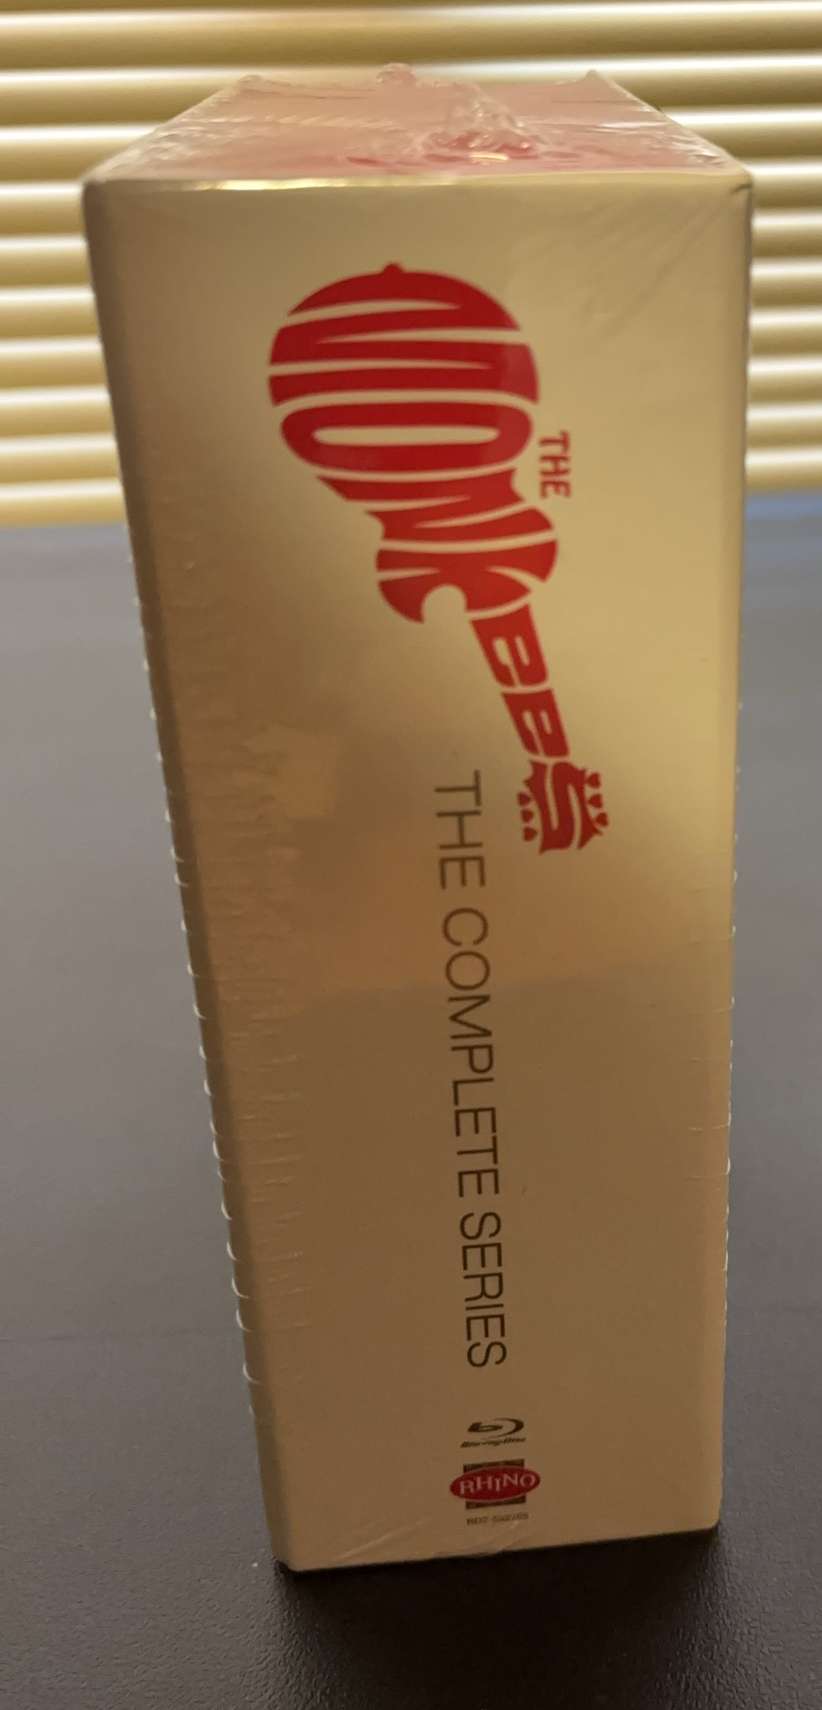 THE
MONKEES
THE COMPLETE SERIES
Blu-ray Disc
RHINO